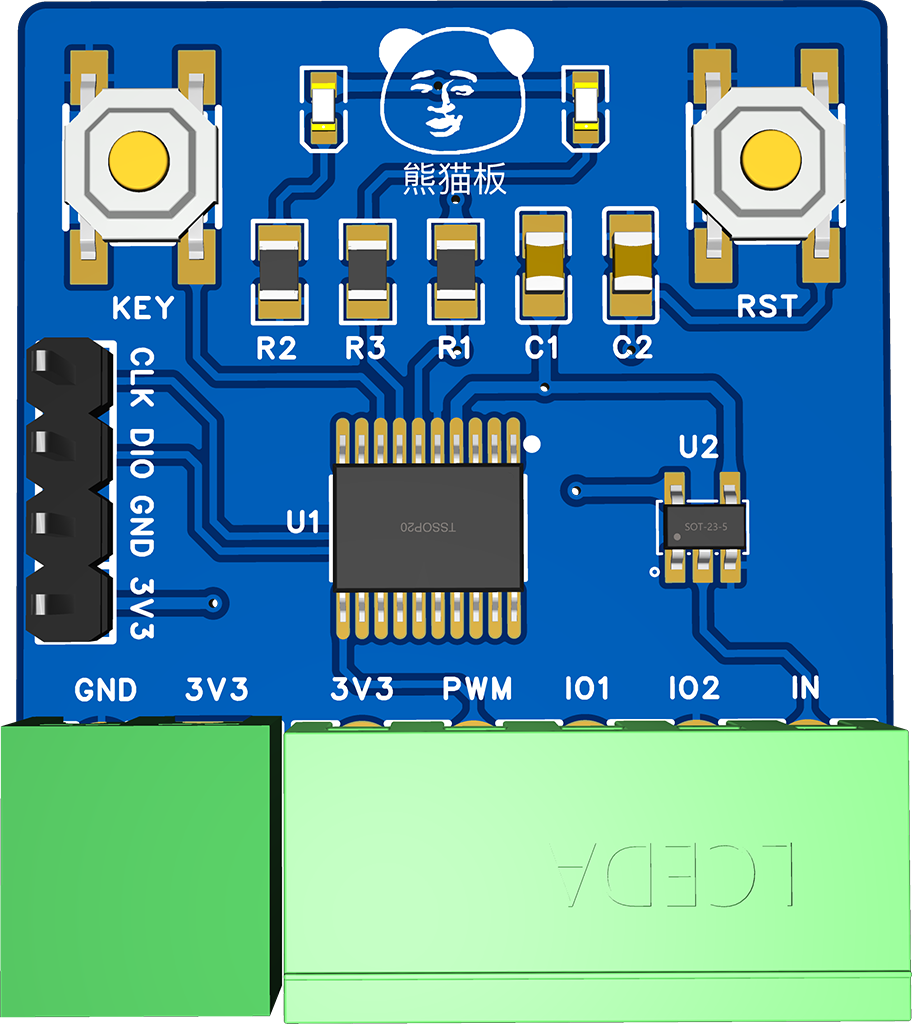 熊猫板
KEY
RST
R2
R3
R1
C1
C2
CLK
DIO
GND
3V3
U1
TSSOP20
U2
SOT-23-5
GND
3V3
3V3
PWM
IO1
IO2
IN
LCEDA